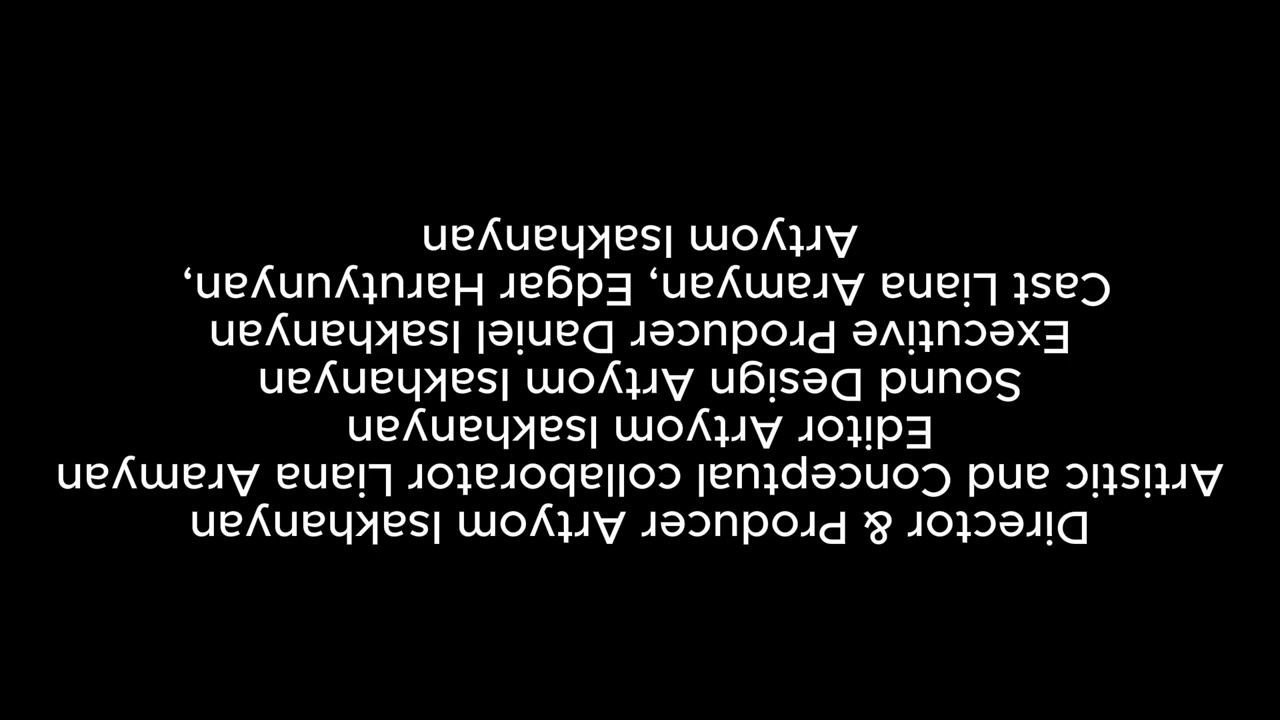 Director & Producer Artyom Isakhanyan
Artistic and Conceptual collaborator Liana Aramyan
Editor Artyom Isakhanyan
Sound Design Artyom Isakhanyan
Executive Producer Daniel Isakhanyan
Cast Liana Aramyan, Edgar Harutyunyan,
Artyom Isakhanyan